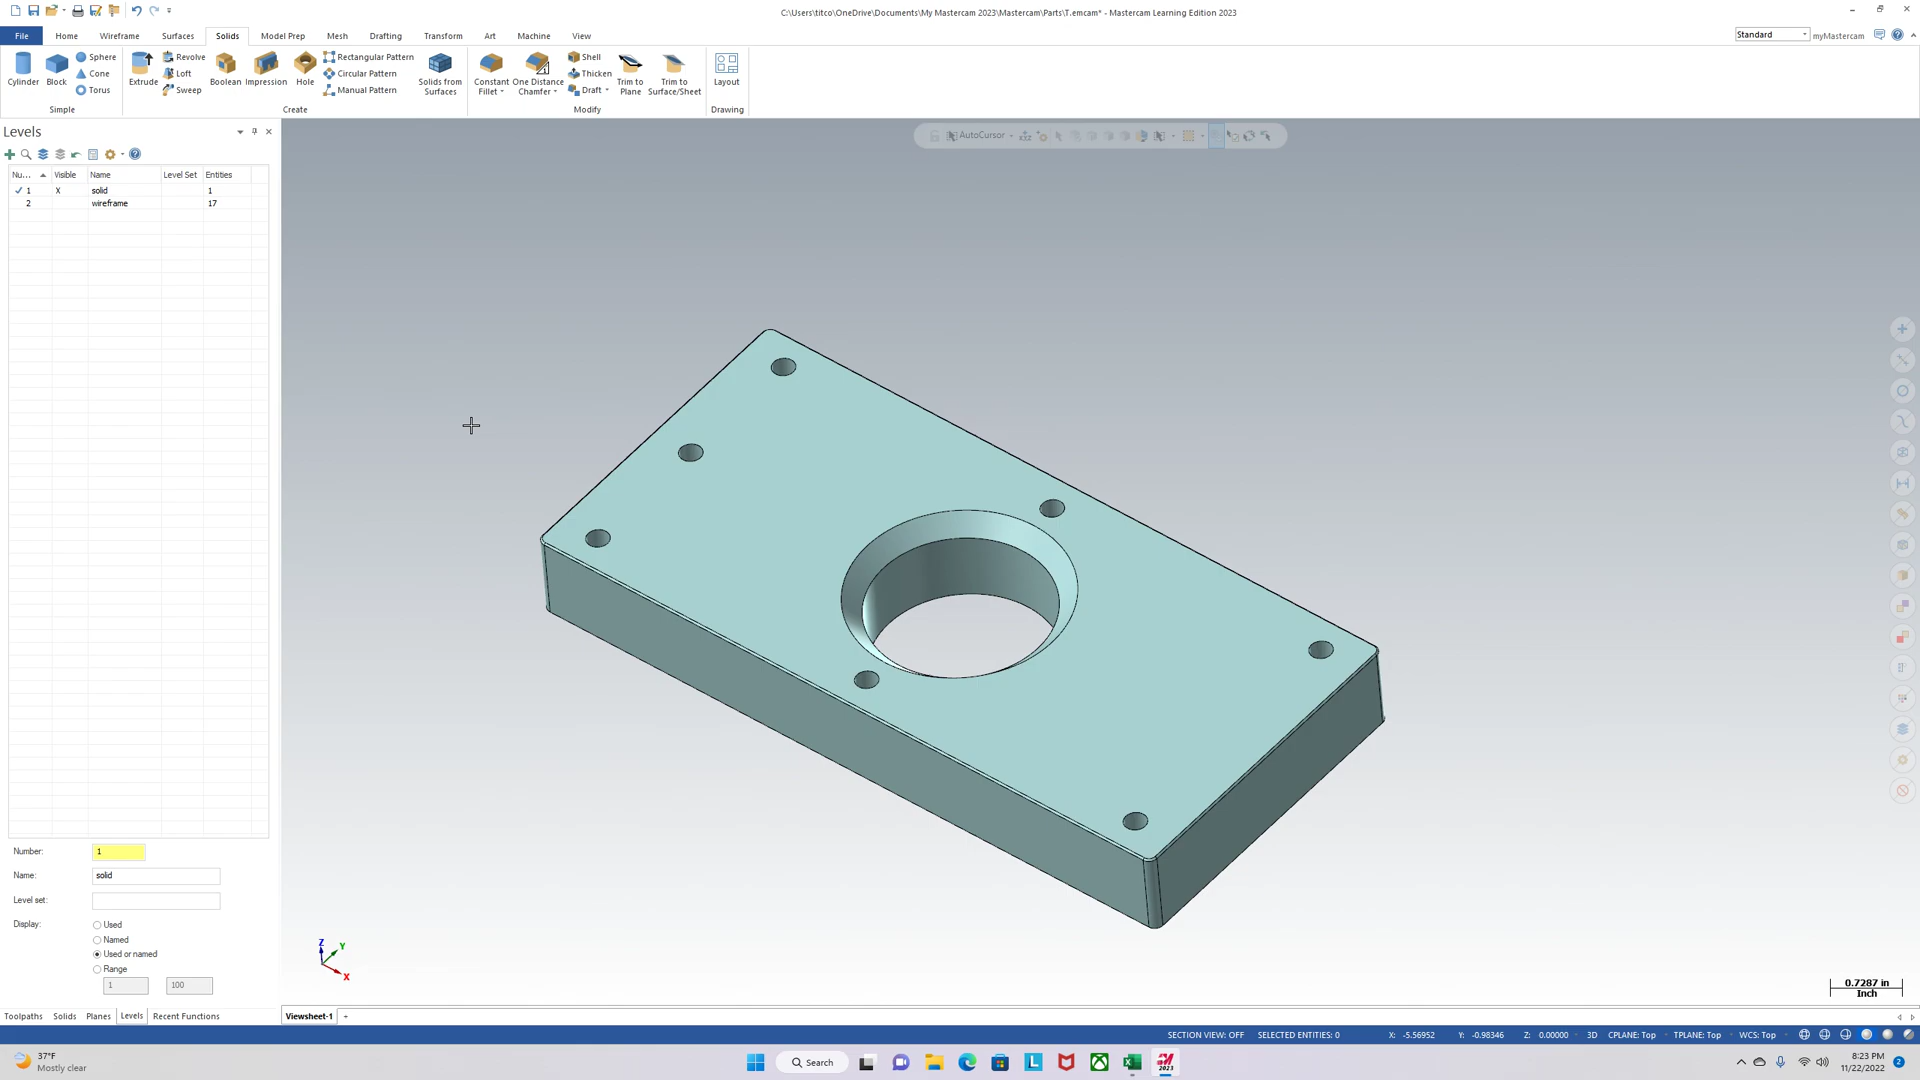 C:\Users\titco\OneDrive\Documents\My Mastercam 2023\Mastercam\Parts\T.emcam* - Mastercam Learning Edition 2023
File Home Wireframe Surfaces Solids Model Prep Mesh Drafting Transform Art Machine View
Standard myMastercam
Cylinder Block Sphere Cone Torus
Simple
Extrude Revolve Loft Sweep Boolean Impression Hole Rectangular Pattern Circular Pattern Manual Pattern Solids from Surfaces
Create
Constant Fillet One Distance Chamfer Shell Thicken Draft Trim to Plane Trim to Surface/Sheet
Modify
Layout
Drawing
Levels
AutoCursor
Nu... Visible Name Level Set Entities
1 X solid 1
2 wireframe 17
Number: 1
Name: solid
Level set:
Display: Used
Named
Used or named
Range
1 100
Z Y X
0.7287 in
Inch
Toolpaths Solids Planes Levels Recent Functions
Viewsheet-1 +
SECTION VIEW: OFF SELECTED ENTITIES: 0 X: -5.56952 Y: -0.98346 Z: 0.00000 3D CPLANE: Top TPLANE: Top WCS: Top
37°F
Mostly clear
Search
2023
8:23 PM
11/22/2022
2